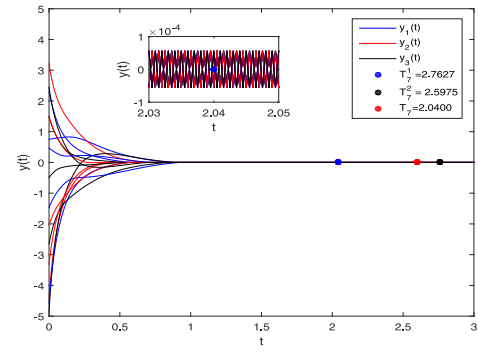 5
4
3
2
1
0
-1
-2
-3
-4
-5
y(t)
0
0.5
1
1.5
2
2.5
3
t
×10⁻⁴
1
0
-1
y(t)
2.03
2.04
2.05
t
y₁(t)
y₂(t)
y₃(t)
T₇¹=2.7627
T₇² = 2.5975
T₇=2.0400